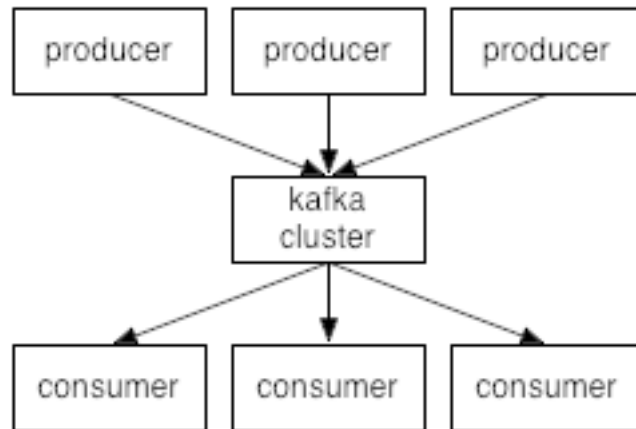 producer
producer
producer
kafka
cluster
consumer
consumer
consumer